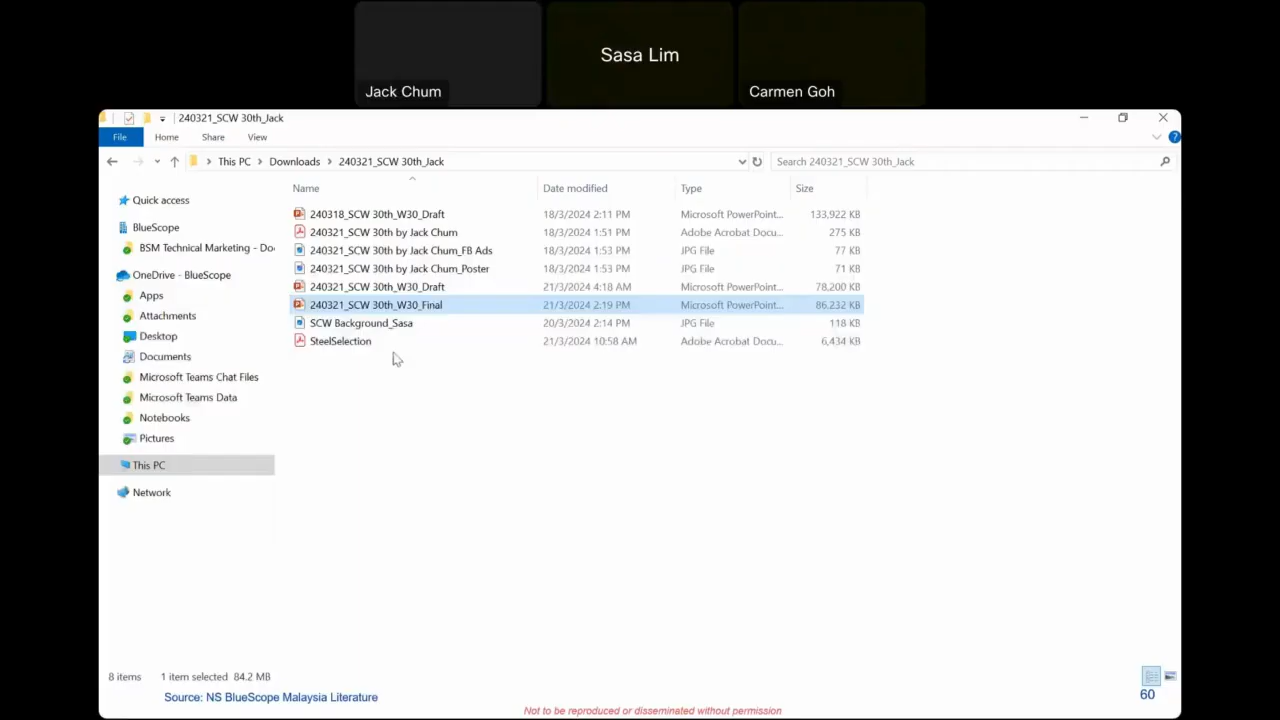 Sasa Lim
Jack Chum
Carmen Goh
240321_SCW 30th_Jack
File Home Share View
This PC Downloads 240321_SCW 30th_Jack Search 240321_SCW 30th_Jack
Name Date modified Type Size
Quick access
BlueScope
BSM Technical Marketing - Do
OneDrive - BlueScope
Apps
Attachments
Desktop
Documents
Microsoft Teams Chat Files
Microsoft Teams Data
Notebooks
Pictures
This PC
Network
240318_SCW 30th_W30_Draft 18/3/2024 2:11 PM Microsoft PowerPoint... 133,922 KB
240321_SCW 30th by Jack Chum 18/3/2024 1:51 PM Adobe Acrobat Docu... 275 KB
240321_SCW 30th by Jack Chum_FB Ads 18/3/2024 1:53 PM JPG File 77 KB
240321_SCW 30th by Jack Chum_Poster 18/3/2024 1:53 PM JPG File 71 KB
240321_SCW 30th_W30_Draft 21/3/2024 4:18 AM Microsoft PowerPoint... 78,200 KB
240321_SCW 30th_W30_Final 21/3/2024 2:19 PM Microsoft PowerPoint... 86,232 KB
SCW Background_Sasa 20/3/2024 2:14 PM JPG File 118 KB
SteelSelection 21/3/2024 10:58 AM Adobe Acrobat Docu... 6,434 KB
8 items 1 item selected 84.2 MB
Source: NS BlueScope Malaysia Literature
60
Not to be reproduced or disseminated without permission